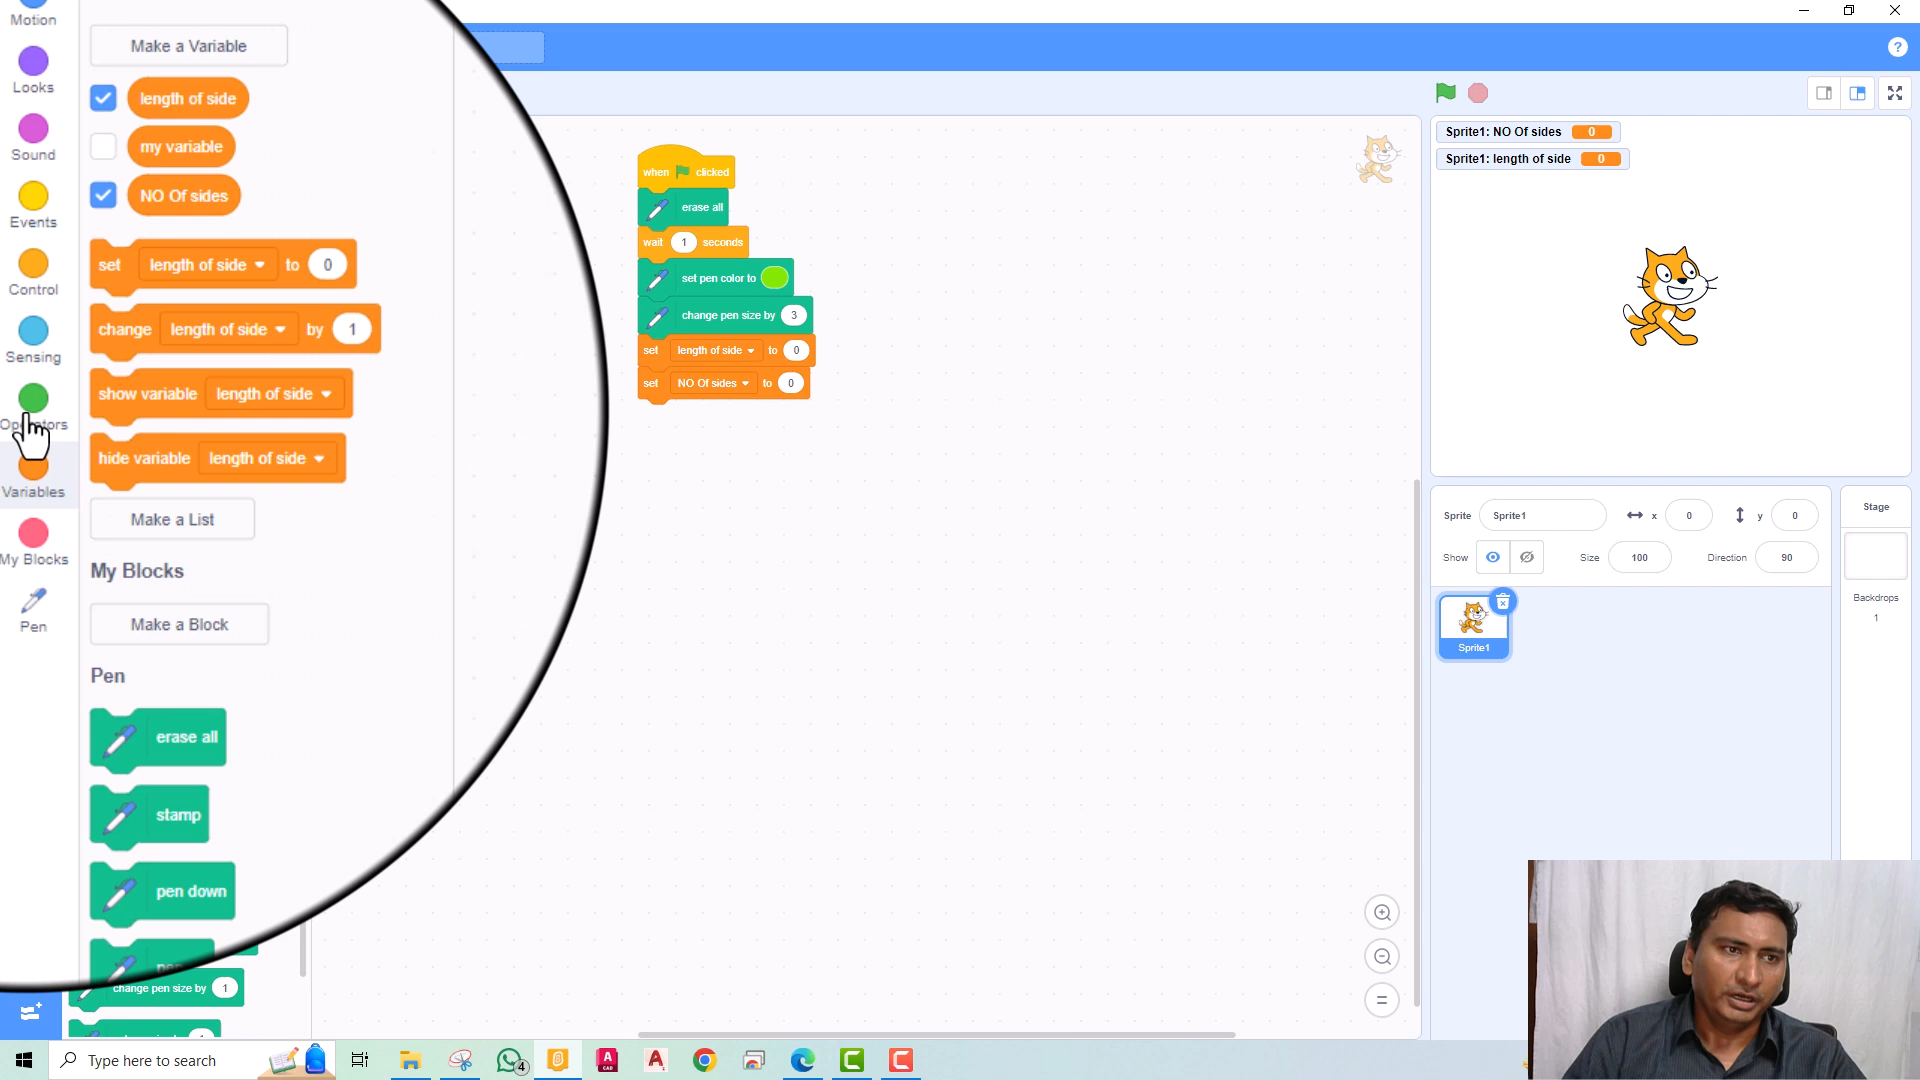 Motion
Looks
Sound
Events
Control
Sensing
Variables
My Blocks
Pen
Make a Variable
length of side
my variable
NO Of sides
set length of side to 0
change length of side by 1
show variable length of side
hide variable length of side
Make a List
My Blocks
Make a Block
Pen
erase all
stamp
pen down
change pen size by 1
when clicked
erase all
wait 1 seconds
set pen color to
change pen size by 3
set length of side to 0
set NO Of sides to 0
Sprite1: NO Of sides 0
Sprite1: length of side 0
Sprite Sprite1 x 0 y 0
Show Size 100 Direction 90
Sprite1
Stage
Backdrops
1
Type here to search
4